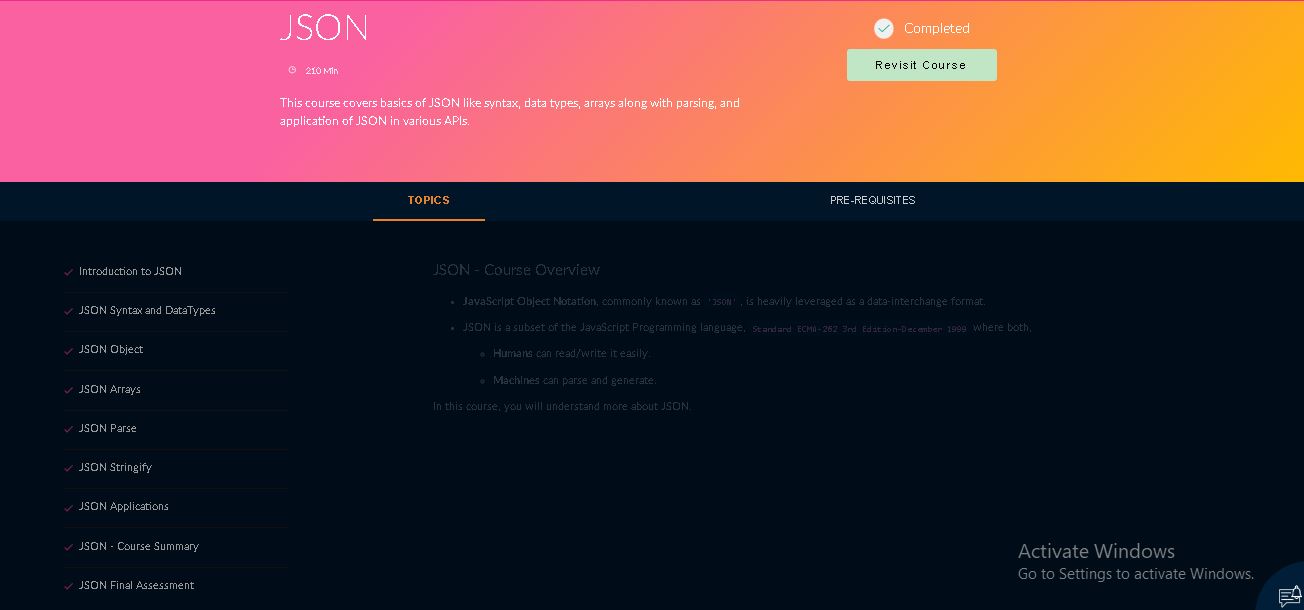 JSON
Completed
210 Min
Revisit Course
This course covers basics of JSON like syntax, data types, arrays along with parsing, and
application of JSON in various APIs.
TOPICS
PRE-REQUISITES
Introduction to JSON
JSON Syntax and DataTypes
JSON Object
JSON Arrays
JSON Parse
JSON Stringify
JSON Applications
JSON - Course Summary
JSON Final Assessment
JSON - Course Overview
JavaScript Object Notation, commonly known as 'JSON', is heavily leveraged as a data-interchange format.
JSON is a subset of the JavaScript Programming language, Standard ECMA-262 3rd Edition-December 1999 where both,
Humans can read/write it easily.
Machines can parse and generate.
In this course, you will understand more about JSON.
Activate Windows
Go to Settings to activate Windows.